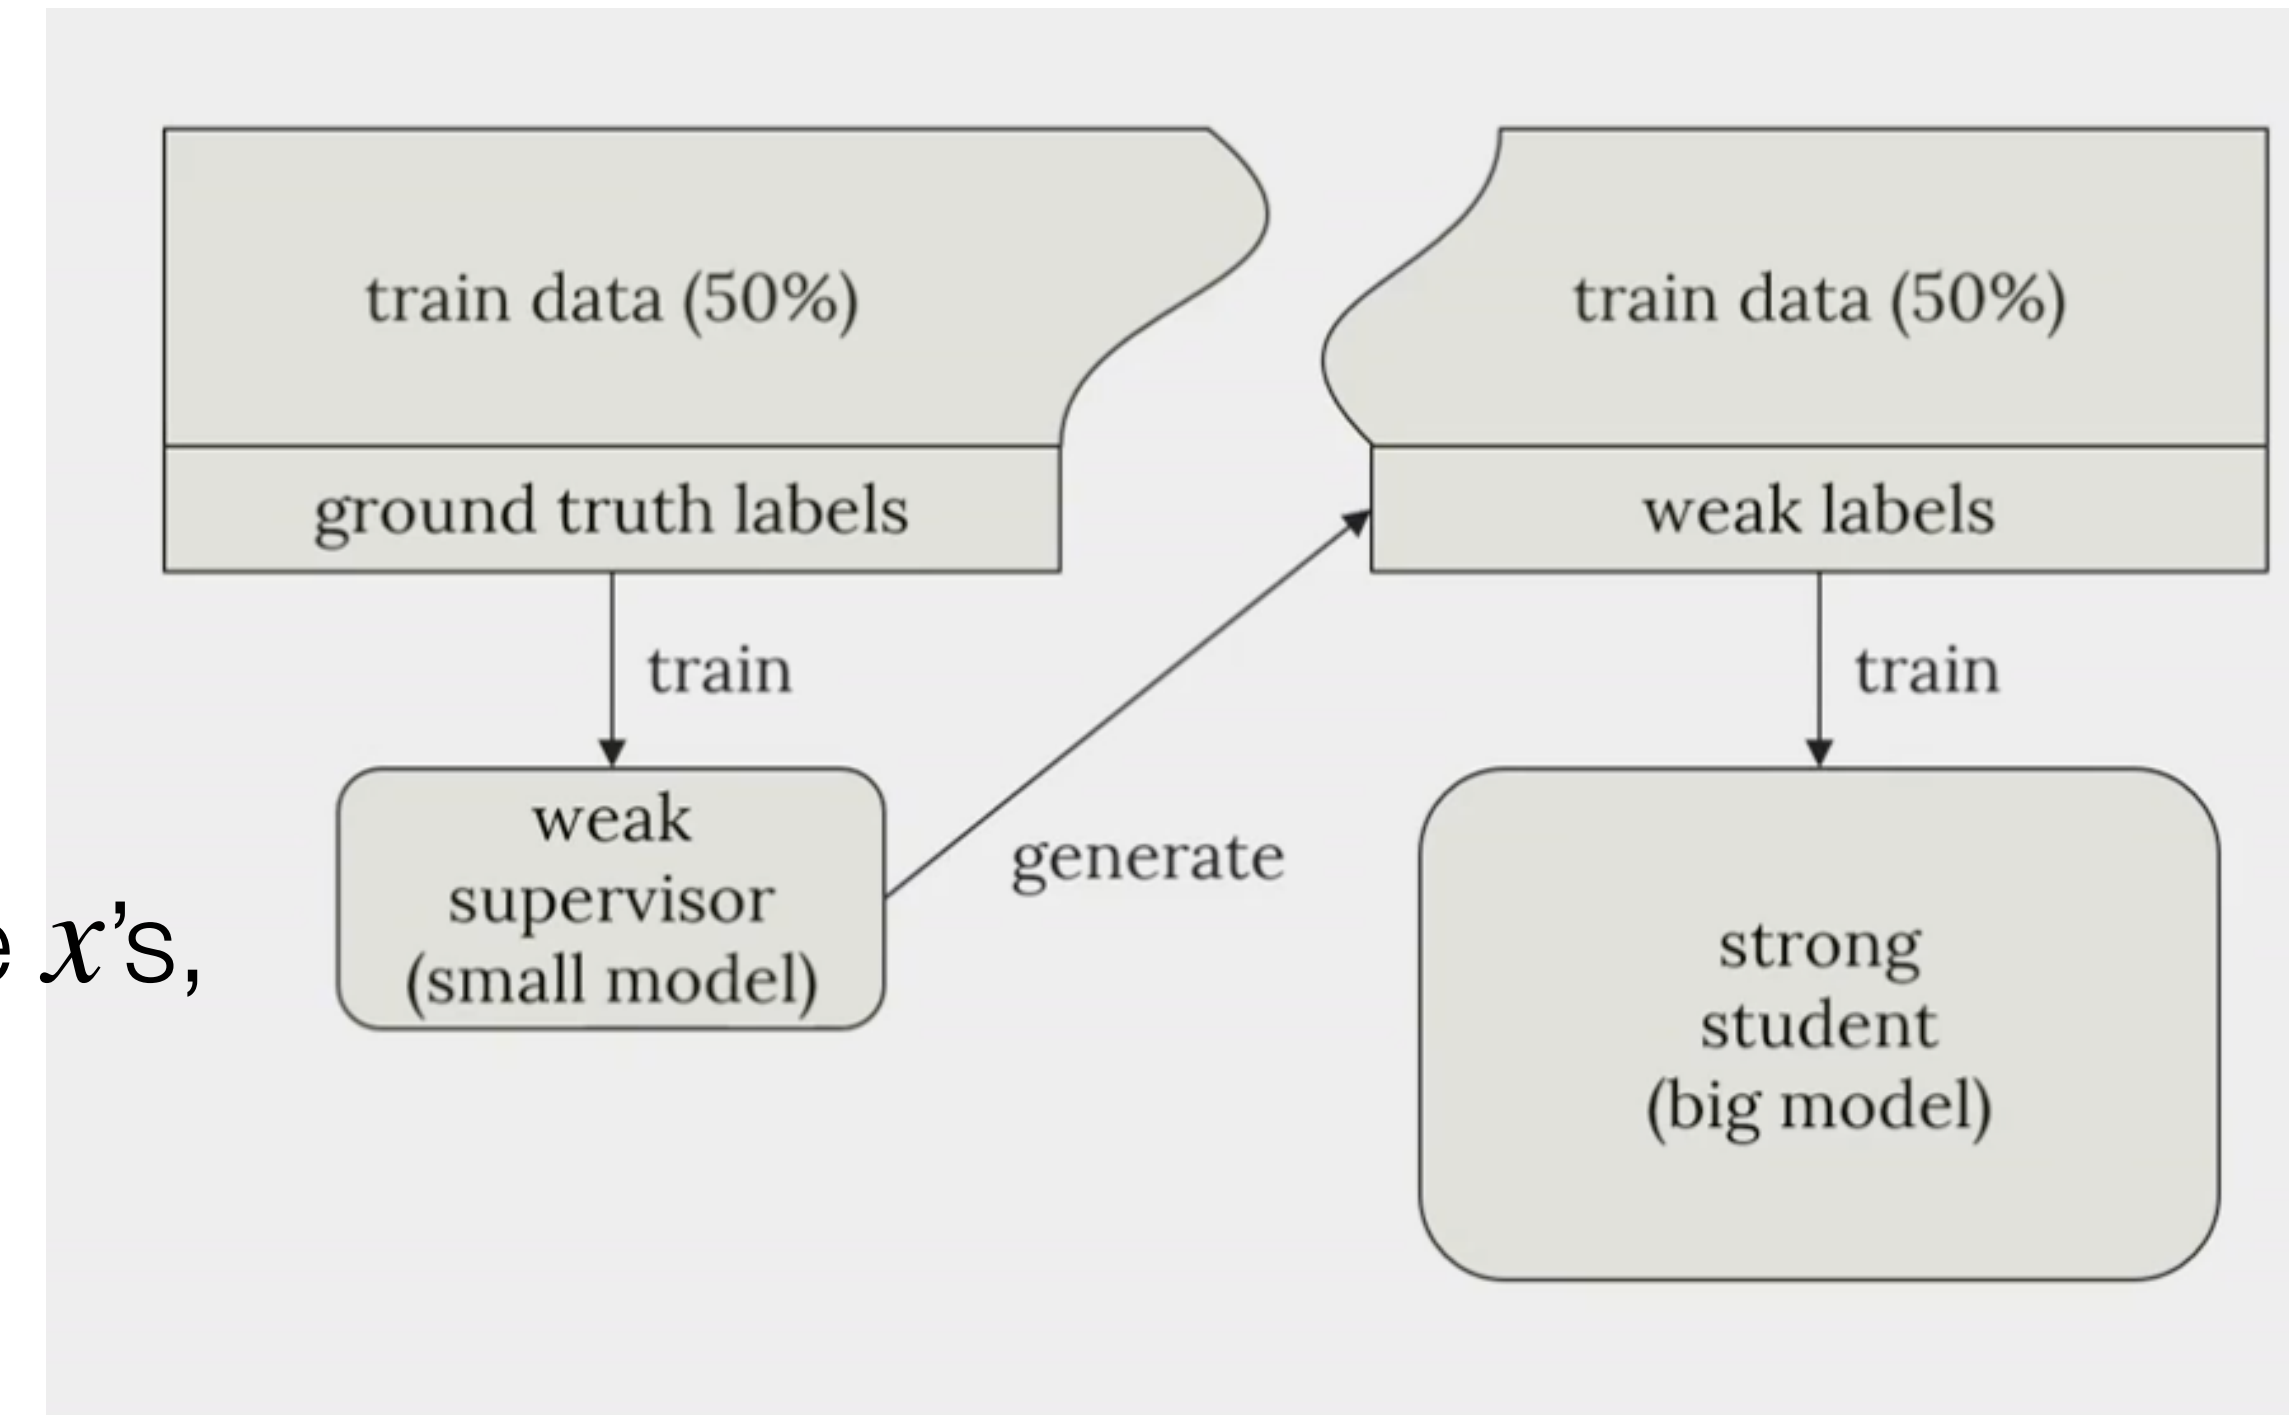 train data (50%)
train data (50%)
ground truth labels
weak labels
train
train
weak
supervisor
(small model)
generate
e x’s,
strong
student
(big model)